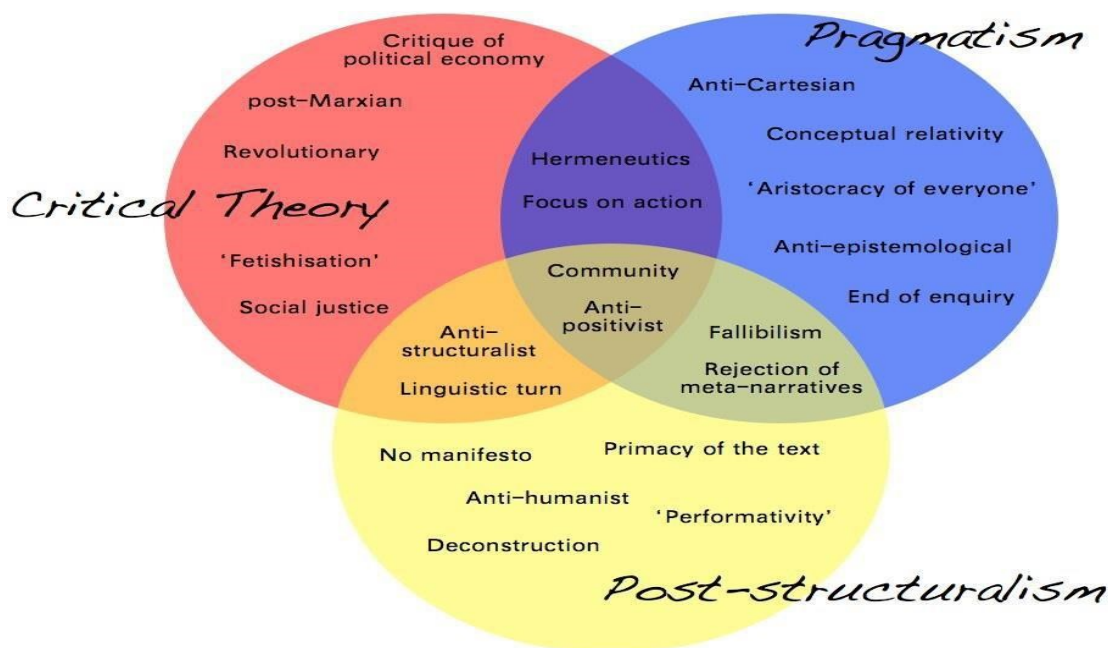 Pragmatism
Critique of
political economy
Anti-Cartesian
post-Marxian
Conceptual relativity
Revolutionary
Hermeneutics
'Aristocracy of everyone'
Critical Theory
Focus on action
Anti-epistemological
'Fetishisation'
Community
End of enquiry
Social justice
Anti-
positivist
Anti-
structuralist
Fallibilism
Linguistic turn
Rejection of
meta-narratives
No manifesto
Primacy of the text
Anti-humanist
'Performativity'
Deconstruction
Post-structuralism